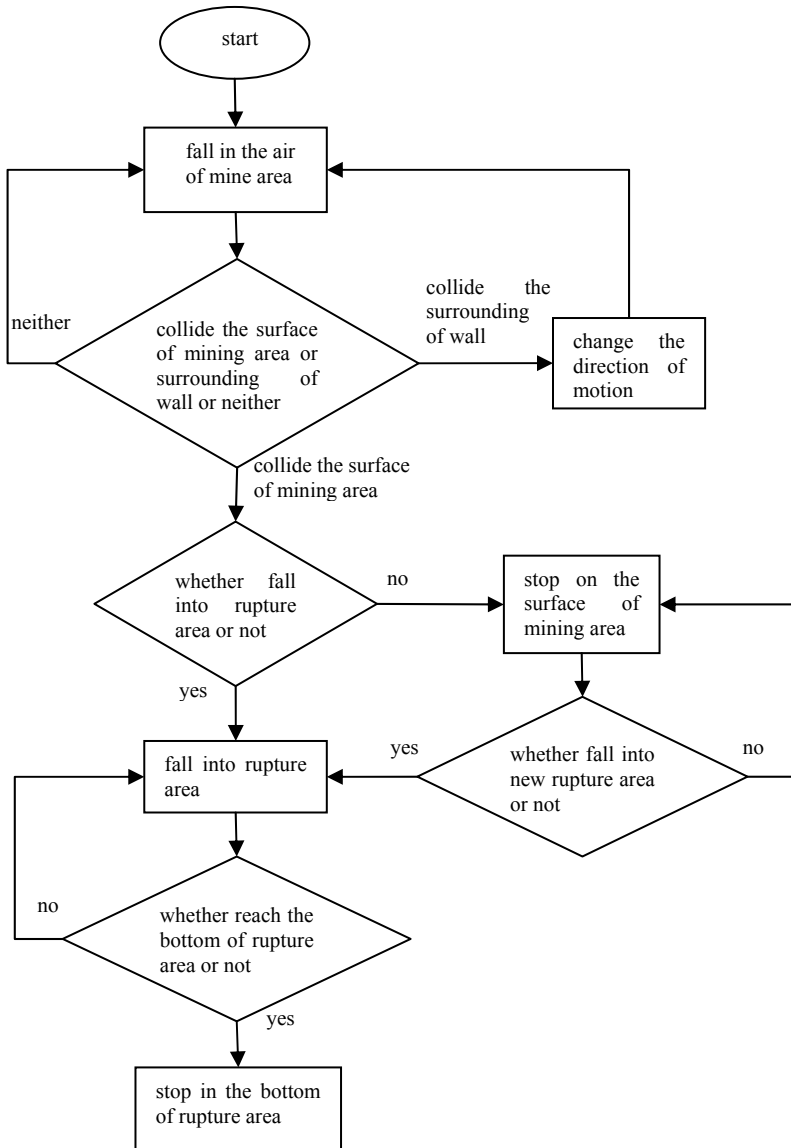 start
fall in the air
of mine area
neither
collide the surface
of mining area or
surrounding of
wall or neither
collide the
surrounding
of wall
change the
direction of
motion
collide the surface
of mining area
whether fall
into rupture
area or not
no
stop on the
surface of
mining area
yes
fall into rupture
area
yes
whether fall into
new rupture area
or not
no
no
whether reach the
bottom of rupture
area or not
yes
stop in the bottom
of rupture area